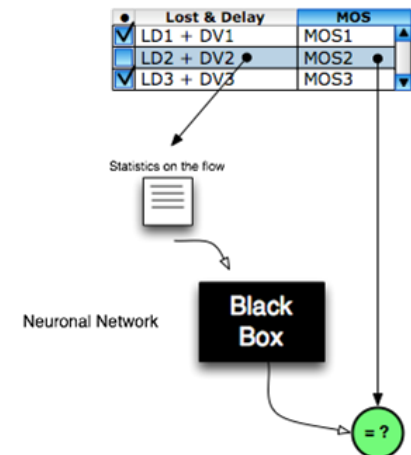 Lost & Delay MOS
LD1 + DV1 MOS1
LD2 + DV2 MOS2
LD3 + DV3 MOS3
Statistics on the flow
Black
Box
Neuronal Network
= ?